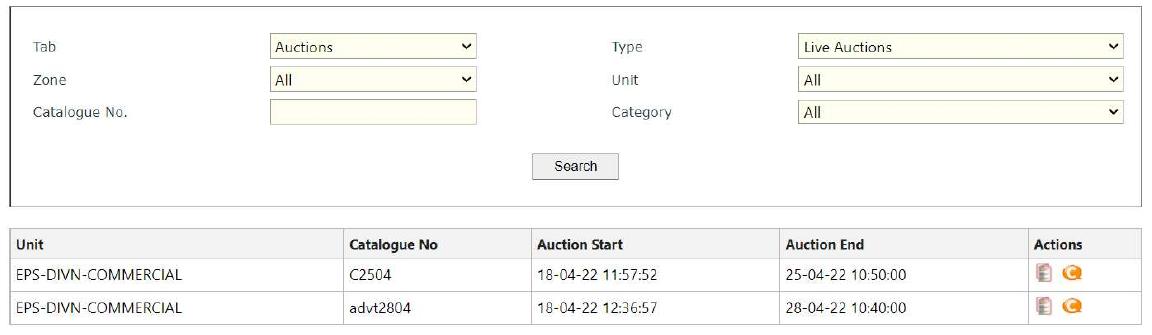 Tab Auctions Type Live Auctions
Zone All Unit All
Catalogue No. Category All
Search
Unit Catalogue No Auction Start Auction End Actions
EPS-DIVN-COMMERCIAL C2504 18-04-22 11:57:52 25-04-22 10:50:00 C
EPS-DIVN-COMMERCIAL advt2804 18-04-22 12:36:57 28-04-22 10:40:00 C